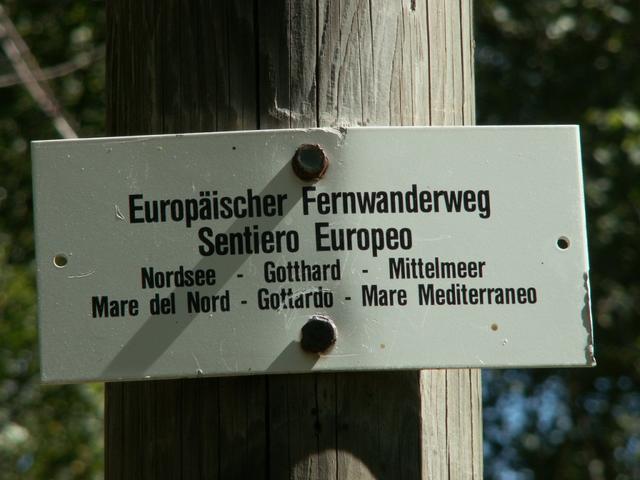 Europäischer Fernwanderweg
Sentiero Europeo
Nordsee - Gotthard - Mittelmeer
Mare del Nord - Gottardo - Mare Mediterraneo